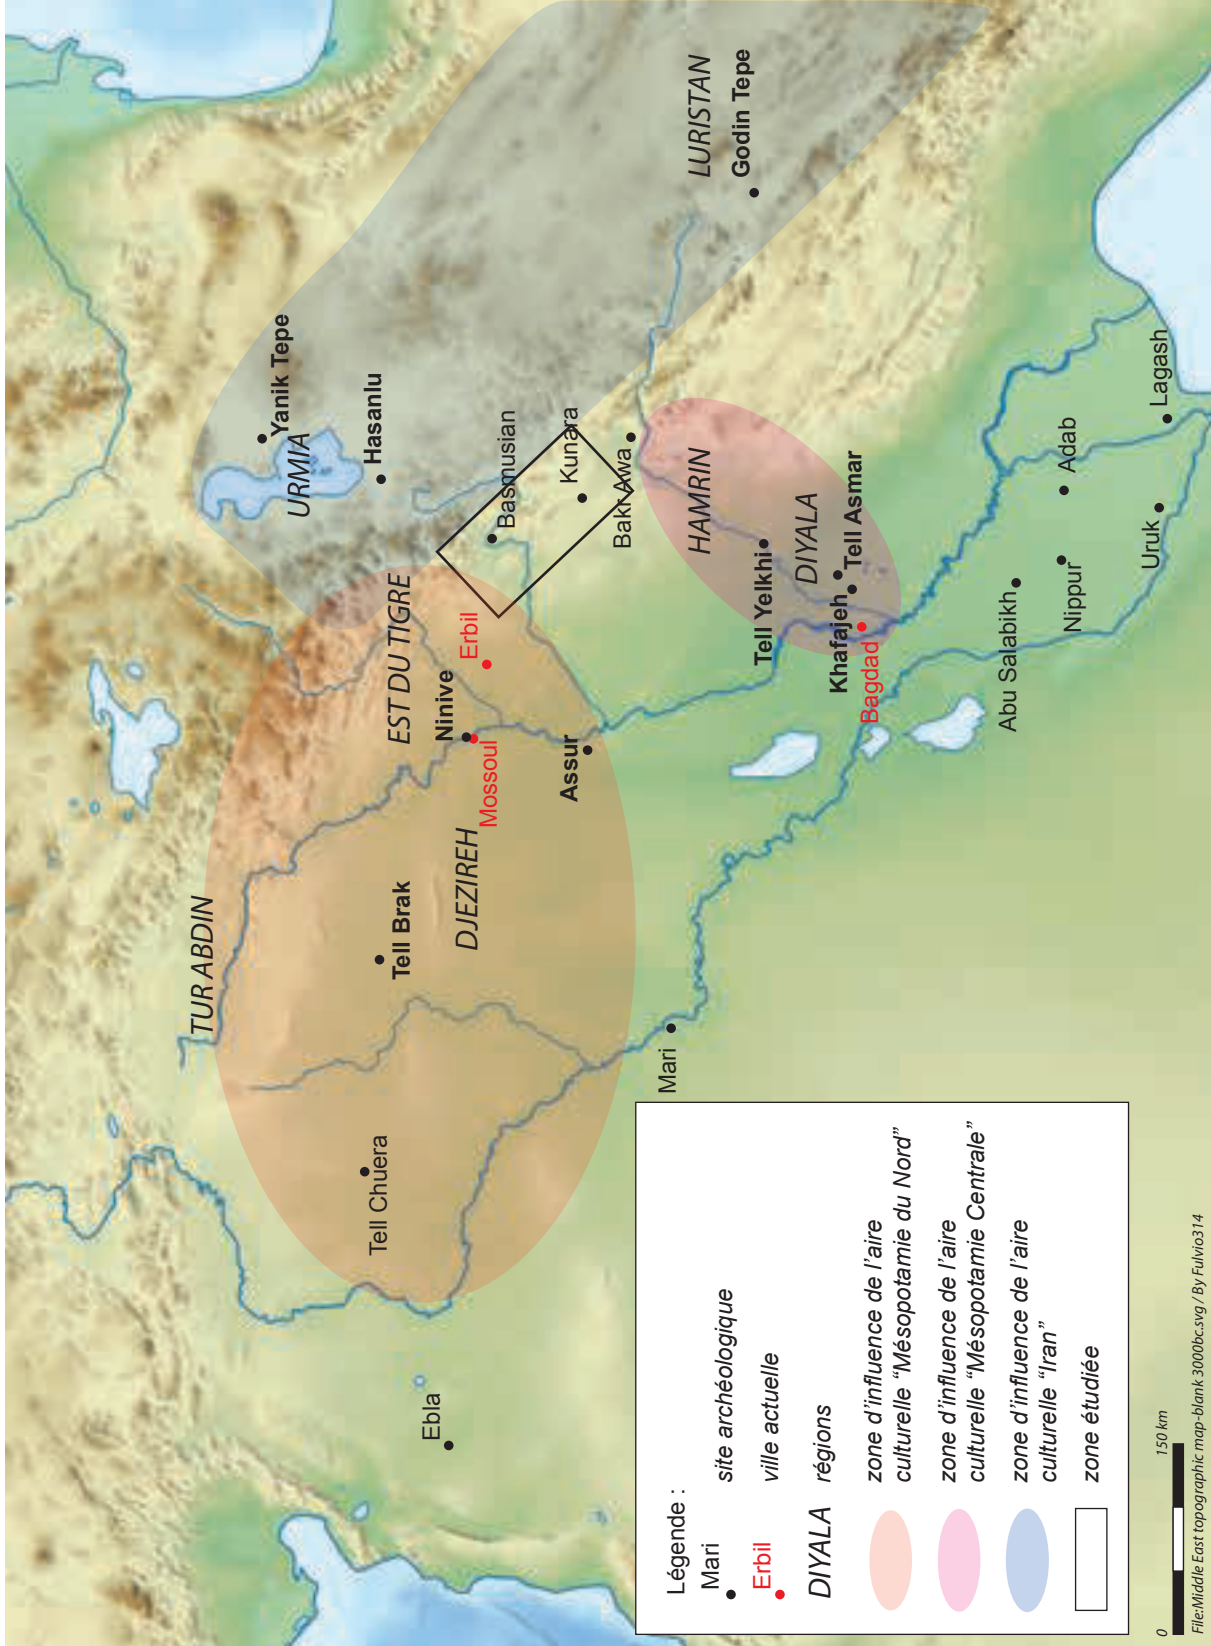 TUR ABDIN
URMIA
Yanik Tepe
Hasanlu
LURISTAN
Godin Tepe
EST DU TIGRE
Basmusian
Kunara
Bakr Awa
Erbil
Ninive
Mossoul
Assur
DJEZIREH
Tell Brak
Tell Chuera
Ebla
Mari
HAMRIN
DIYALA
Tell Yelkhi
Tell Asmar
Khafajeh
Bagdad
Abu Salabikh
Nippur
Adab
Uruk
Lagash
Légende :
Mari
site archéologique
Erbil
ville actuelle
DIYALA
régions
zone d'influence de l'aire
culturelle “Mésopotamie du Nord”
zone d'influence de l'aire
culturelle “Mésopotamie Centrale”
zone d'influence de l'aire
culturelle “Iran”
zone étudiée
0 150 km
File:Middle East topographic map-blank 3000bc.svg / By Fulvio314